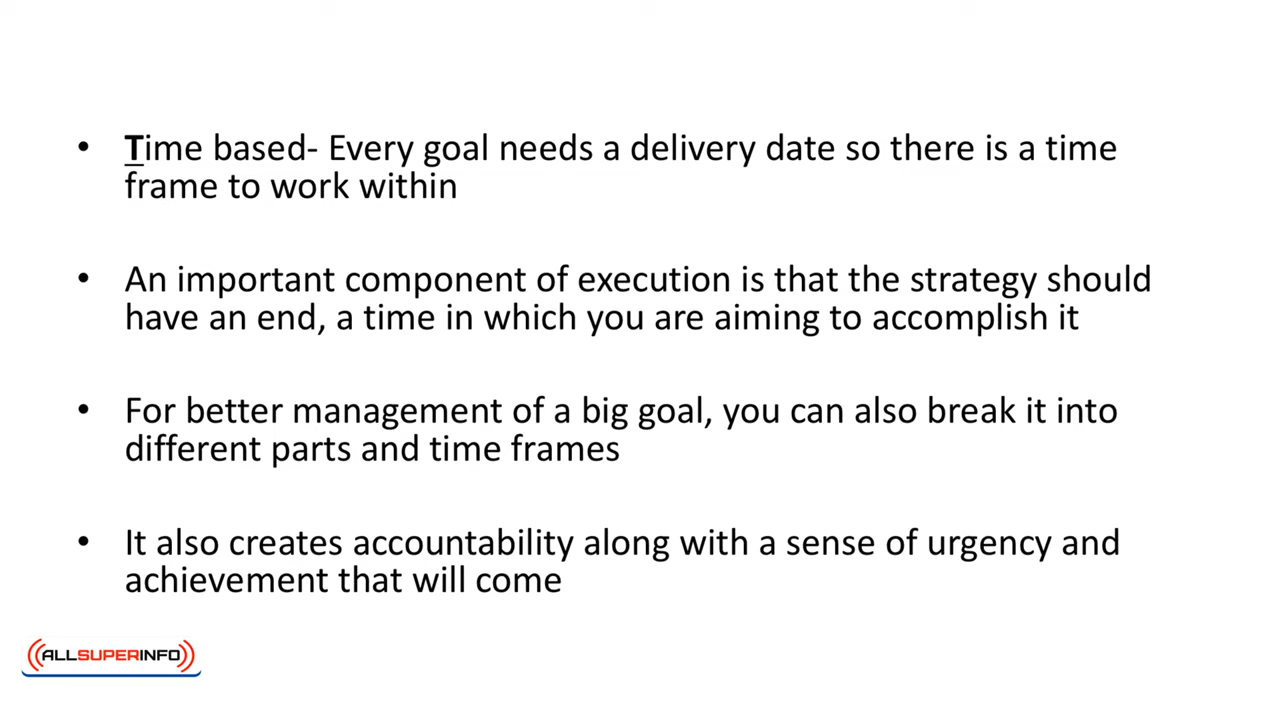 • Time based- Every goal needs a delivery date so there is a time
frame to work within
• An important component of execution is that the strategy should
have an end, a time in which you are aiming to accomplish it
• For better management of a big goal, you can also break it into
different parts and time frames
• It also creates accountability along with a sense of urgency and
achievement that will come
ALLSUPERINFO